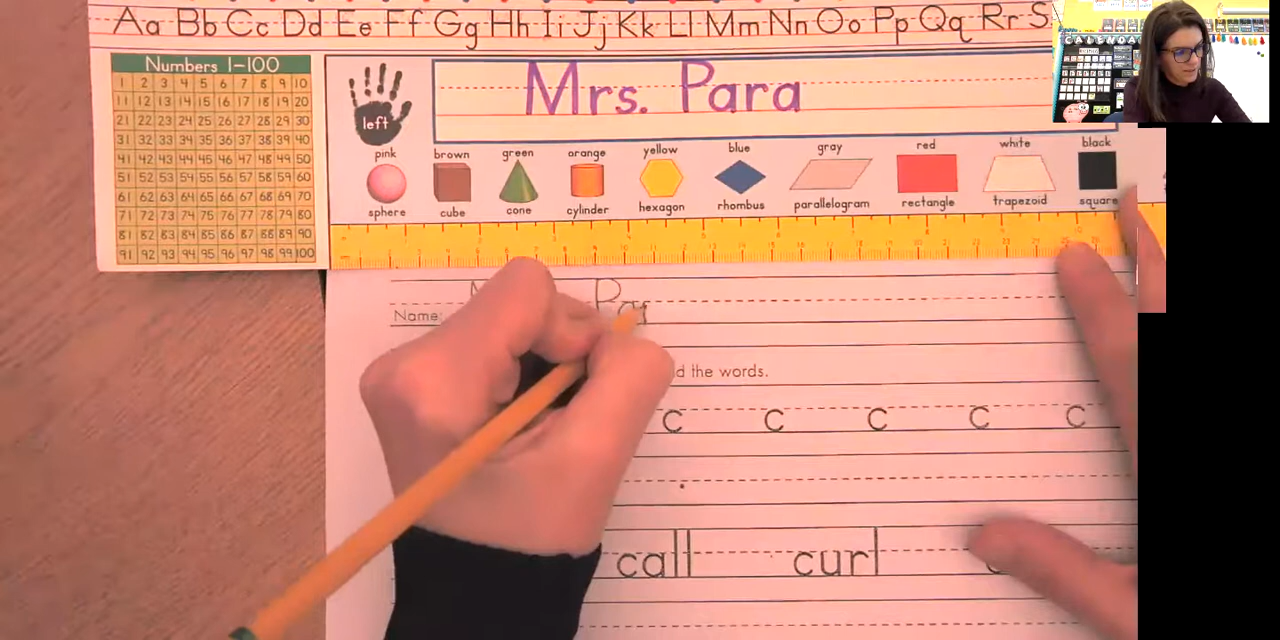 Aa Bb Cc Dd Ee Ff Gg Hh Ii Jj Kk Ll Mm Nn Oo Pp Qq Rr S
CALENDA
Numbers 1-100
1 2 3 4 5 6 7 8 9 10
11 12 13 14 15 16 17 18 19 20
21 22 23 24 25 26 27 28 29 30
31 32 33 34 35 36 37 38 39 40
41 42 43 44 45 46 47 48 49 50
51 52 53 54 55 56 57 58 59 60
61 62 63 64 65 66 67 68 69 70
71 72 73 74 75 76 77 78 79 80
81 82 83 84 85 86 87 88 89 90
91 92 93 94 95 96 97 98 99 100
left
Mrs. Para
pink brown green orange yellow blue gray red white black
sphere cube cone cylinder hexagon rhombus parallelogram rectangle trapezoid square
Name: M Par
d the words.
c c c c c
call curl c